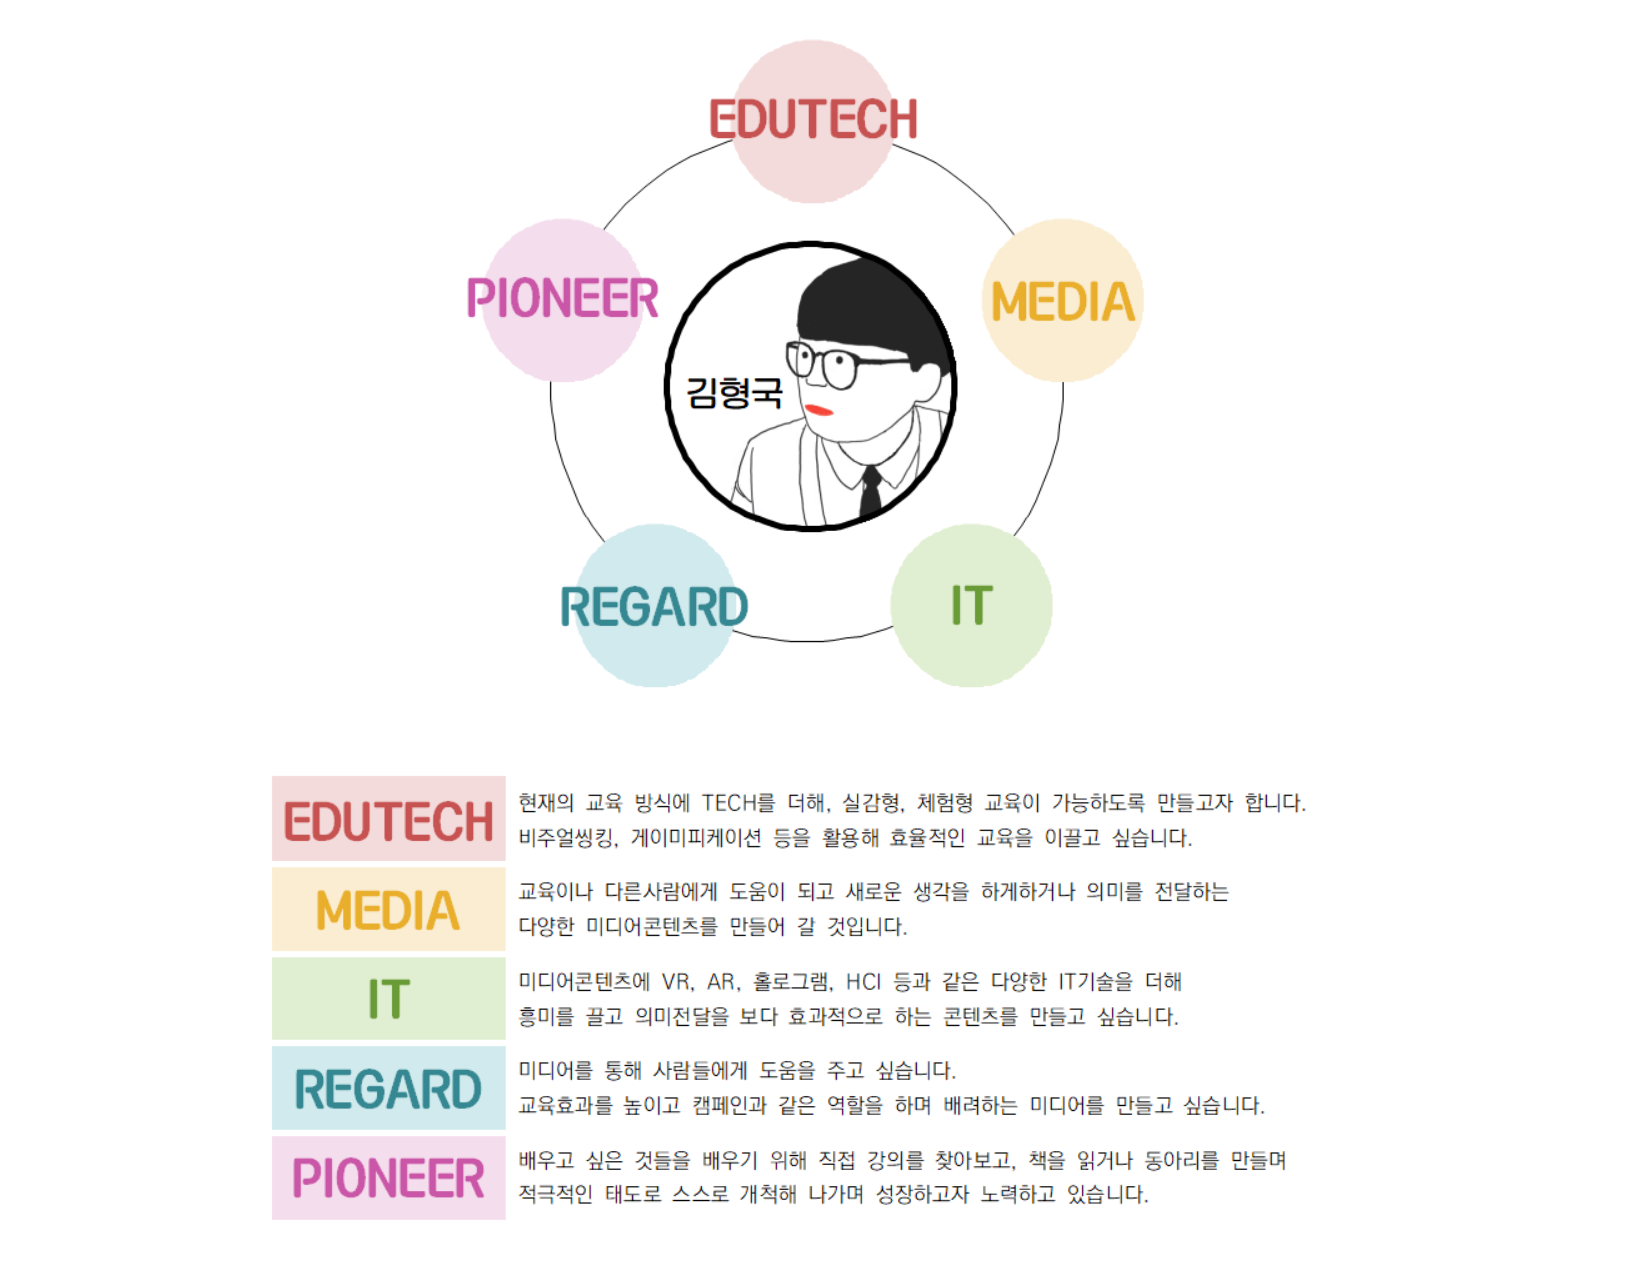 EDUTECH
PIONEER
MEDIA
김형국
REGARD
IT
EDUTECH
현재의 교육 방식에 TECH를 더해, 실감형, 체험형 교육이 가능하도록 만들고자 합니다.
비주얼씽킹, 게이미피케이션 등을 활용해 효율적인 교육을 이끌고 싶습니다.
MEDIA
교육이나 다른사람에게 도움이 되고 새로운 생각을 하게하거나 의미를 전달하는
다양한 미디어콘텐츠를 만들어 갈 것입니다.
IT
미디어콘텐츠에 VR, AR, 홀로그램, HCI 등과 같은 다양한 IT기술을 더해
흥미를 끌고 의미전달을 보다 효과적으로 하는 콘텐츠를 만들고 싶습니다.
REGARD
미디어를 통해 사람들에게 도움을 주고 싶습니다.
교육효과를 높이고 캠페인과 같은 역할을 하며 배려하는 미디어를 만들고 싶습니다.
PIONEER
배우고 싶은 것들을 배우기 위해 직접 강의를 찾아보고, 책을 읽거나 동아리를 만들며
적극적인 태도로 스스로 개척해 나가며 성장하고자 노력하고 있습니다.